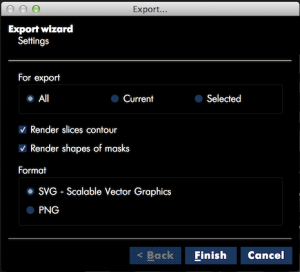 Export...
Export wizard
Settings
For export
All Current Selected
Render slices contour
Render shapes of masks
Format
SVG - Scalable Vector Graphics
PNG
< Back Finish Cancel